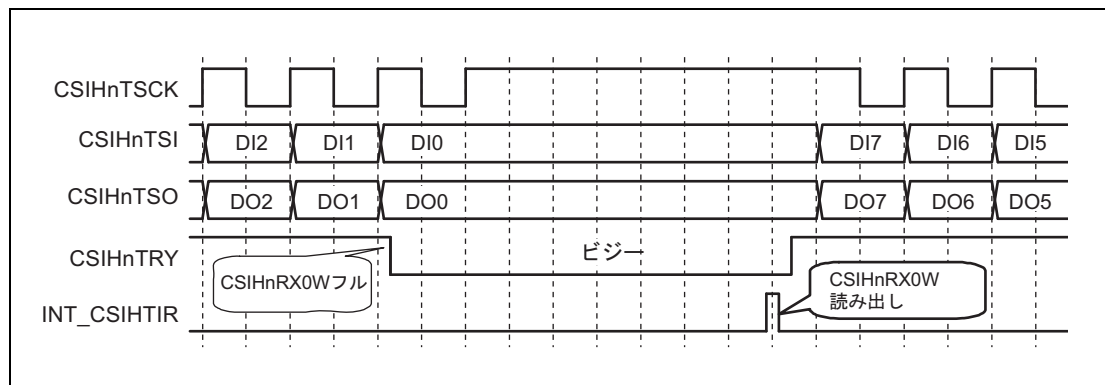 CSIHnTSCK
CSIHnTSI DI2 DI1 DI0 DI7 DI6 DI5
CSIHnTSO DO2 DO1 DO0 DO7 DO6 DO5
CSIHnTRY ビジー
CSIHnRX0Wフル
CSIHnRX0W
読み出し
INT_CSIHTIR